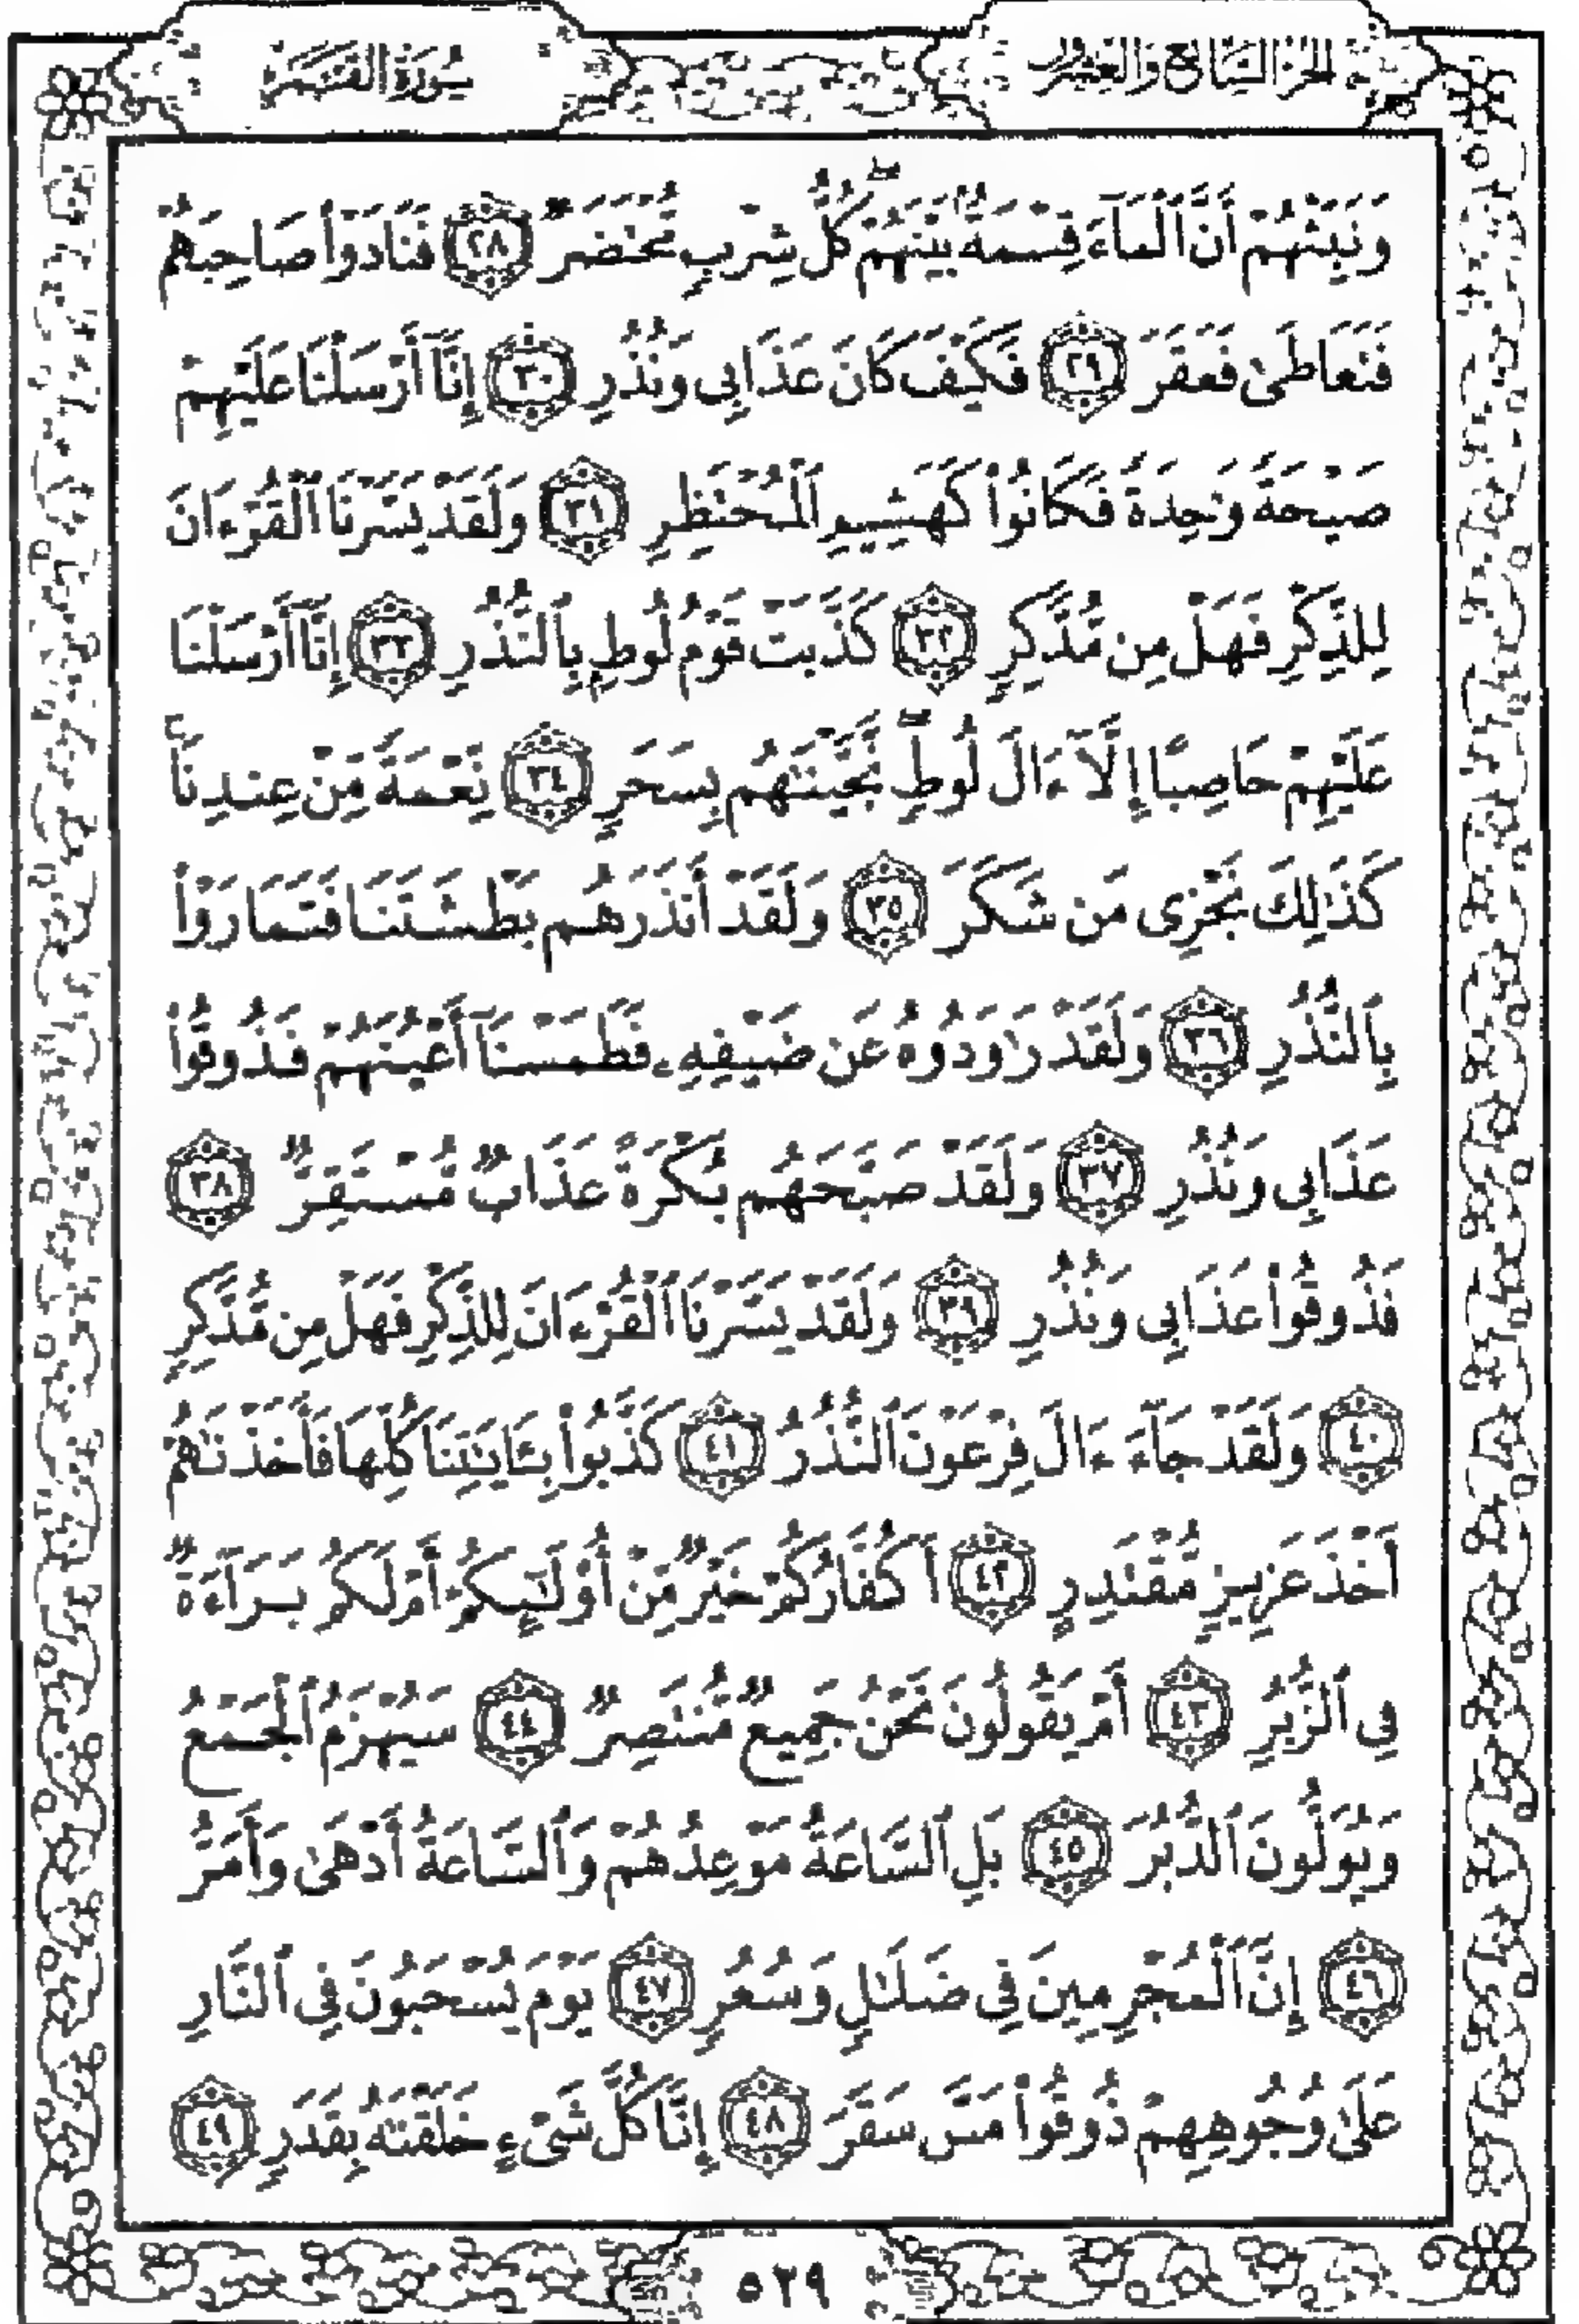 الجزء السابع والعشرون
سورة القمر
وَنَبِّئْهُمْ أَنَّ ٱلْمَآءَ قِسْمَةٌۢ بَيْنَهُمْ ۖ كُلُّ شِرْبٍ مُّحْتَضَرٌ ٢٨ فَنَادَوْا۟ صَاحِبَهُمْ
فَتَعَاطَىٰ فَعَقَرَ ٢٩ فَكَيْفَ كَانَ عَذَابِى وَنُذُرِ ٣٠ إِنَّآ أَرْسَلْنَا عَلَيْهِمْ
صَيْحَةً وَٰحِدَةً فَكَانُوا۟ كَهَشِيمِ ٱلْمُحْتَظِرِ ٣١ وَلَقَدْ يَسَّرْنَا ٱلْقُرْءَانَ
لِلذِّكْرِ فَهَلْ مِن مُّدَّكِرٍ ٣٢ كَذَّبَتْ قَوْمُ لُوطٍۭ بِٱلنُّذُرِ ٣٣ إِنَّآ أَرْسَلْنَا
عَلَيْهِمْ حَاصِبًا إِلَّآ ءَالَ لُوطٍ ۖ نَّجَّيْنَٰهُم بِسَحَرٍ ٣٤ نِّعْمَةً مِّنْ عِندِنَا ۚ
كَذَٰلِكَ نَجْزِى مَن شَكَرَ ٣٥ وَلَقَدْ أَنذَرَهُم بَطْشَتَنَا فَتَمَارَوْا۟
بِٱلنُّذُرِ ٣٦ وَلَقَدْ رَٰوَدُوهُ عَن ضَيْفِهِۦ فَطَمَسْنَآ أَعْيُنَهُمْ فَذُوقُوا۟
عَذَابِى وَنُذُرِ ٣٧ وَلَقَدْ صَبَّحَهُم بُكْرَةً عَذَابٌ مُّسْتَقِرٌّ ٣٨
فَذُوقُوا۟ عَذَابِى وَنُذُرِ ٣٩ وَلَقَدْ يَسَّرْنَا ٱلْقُرْءَانَ لِلذِّكْرِ فَهَلْ مِن مُّدَّكِرٍ
٤٠ وَلَقَدْ جَآءَ ءَالَ فِرْعَوْنَ ٱلنُّذُرُ ٤١ كَذَّبُوا۟ بِـَٔايَٰتِنَا كُلِّهَا فَأَخَذْنَٰهُمْ
أَخْذَ عَزِيزٍ مُّقْتَدِرٍ ٤٢ أَكُفَّارُكُمْ خَيْرٌ مِّنْ أُو۟لَٰٓئِكُمْ أَمْ لَكُم بَرَآءَةٌ
فِى ٱلزُّبُرِ ٤٣ أَمْ يَقُولُونَ نَحْنُ جَمِيعٌ مُّنتَصِرٌ ٤٤ سَيُهْزَمُ ٱلْجَمْعُ
وَيُوَلُّونَ ٱلدُّبُرَ ٤٥ بَلِ ٱلسَّاعَةُ مَوْعِدُهُمْ وَٱلسَّاعَةُ أَدْهَىٰ وَأَمَرُّ
٤٦ إِنَّ ٱلْمُجْرِمِينَ فِى ضَلَٰلٍ وَسُعُرٍ ٤٧ يَوْمَ يُسْحَبُونَ فِى ٱلنَّارِ
عَلَىٰ وُجُوهِهِمْ ذُوقُوا۟ مَسَّ سَقَرَ ٤٨ إِنَّا كُلَّ شَىْءٍ خَلَقْنَٰهُ بِقَدَرٍ ٤٩
٥٢٩